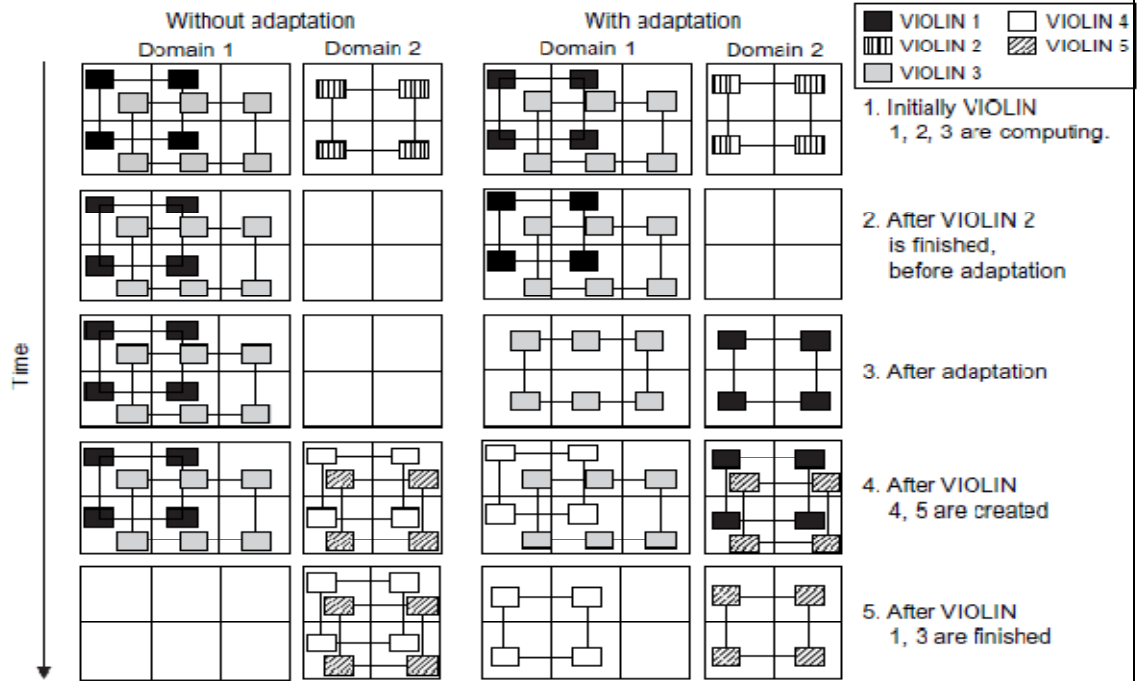 Without adaptation
With adaptation
Domain 1
Domain 2
Domain 1
Domain 2
VIOLIN 1
VIOLIN 4
VIOLIN 2
VIOLIN 5
VIOLIN 3
Time
1. Initially VIOLIN
1, 2, 3 are computing.
2. After VIOLIN 2
is finished,
before adaptation
3. After adaptation
4. After VIOLIN
4, 5 are created
5. After VIOLIN
1, 3 are finished